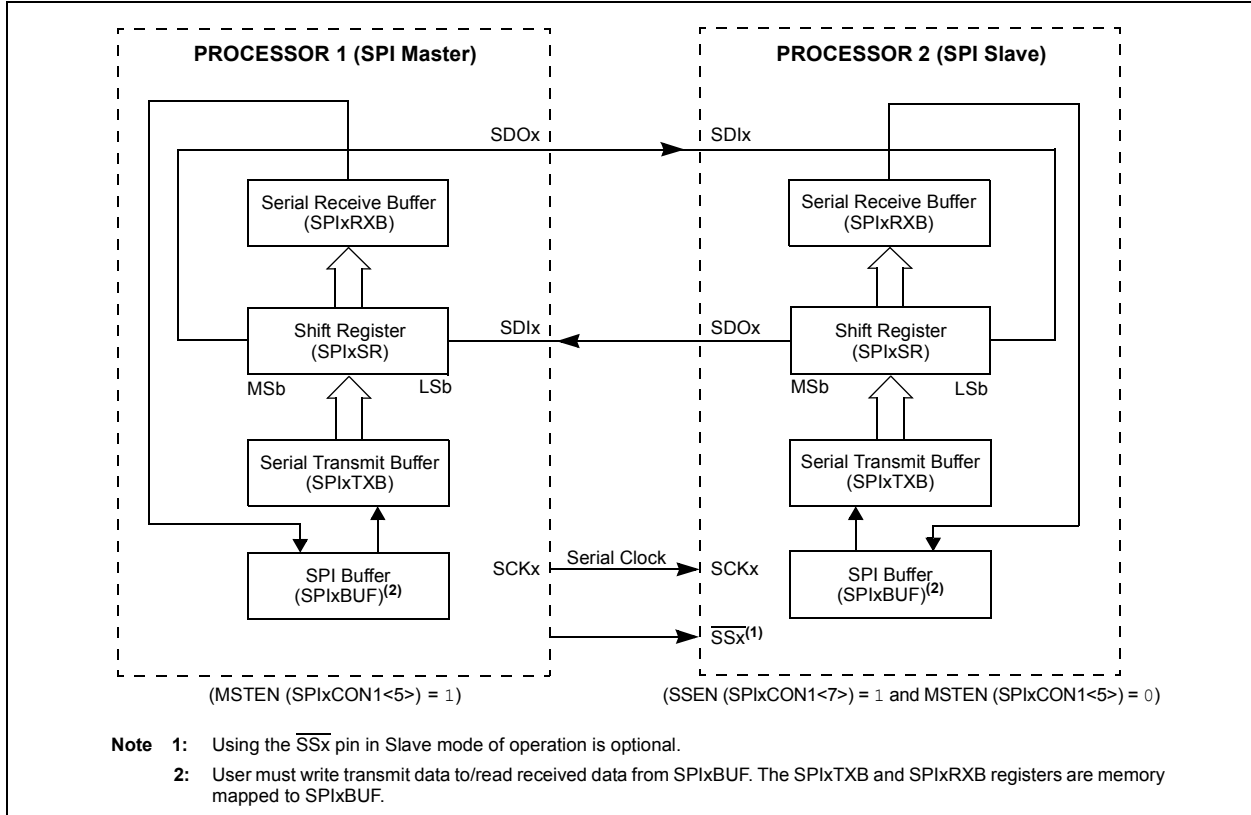 PROCESSOR 1 (SPI Master)
PROCESSOR 2 (SPI Slave)
SDOx
SDIx
Serial Receive Buffer
(SPIxRXB)
Serial Receive Buffer
(SPIxRXB)
Shift Register
(SPIxSR)
SDIx
SDOx
Shift Register
(SPIxSR)
MSb
LSb
MSb
LSb
Serial Transmit Buffer
(SPIxTXB)
Serial Transmit Buffer
(SPIxTXB)
SPI Buffer
(SPIxBUF)(2)
SCKx
Serial Clock
SCKx
SPI Buffer
(SPIxBUF)(2)
SSx(1)
(MSTEN (SPIxCON1<5>) = 1)
(SSEN (SPIxCON1<7>) = 1 and MSTEN (SPIxCON1<5>) = 0)
Note 1: Using the SSx pin in Slave mode of operation is optional.
2: User must write transmit data to/read received data from SPIxBUF. The SPIxTXB and SPIxRXB registers are memory
mapped to SPIxBUF.